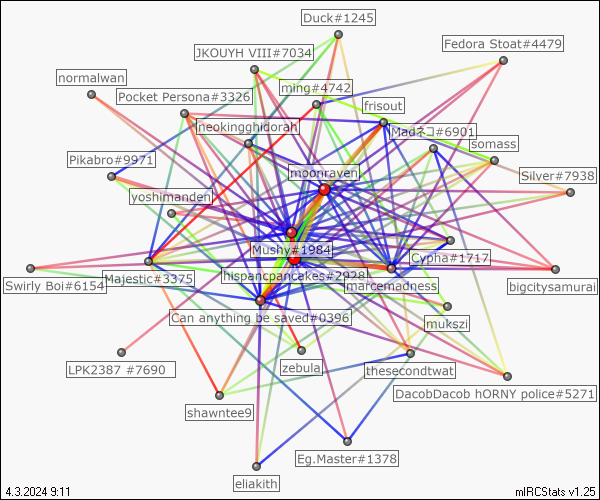 Duck#1245
Fedora Stoat#4479
JKOUYH VIII#7034
normalwan
ming#4742
Pocket Persona#3326
frisout
neokingghidorah
Madネコ#6901
somass
Pikabro#9971
moonraven
Silver#7938
yoshimanden
Mushy#1984
Cypha#1717
Swirly Boi#6154
Majestic#3375
hispancpancakes#2928
marcemadness
bigcitysamurai
Can anything be saved#0396
mukszi
LPK2387 #7690
zebula
thesecondtwat
DacobDacob hORNY police#5271
shawntee9
Eg.Master#1378
eliakith
4.3.2024 9:11
mIRCStats v1.25